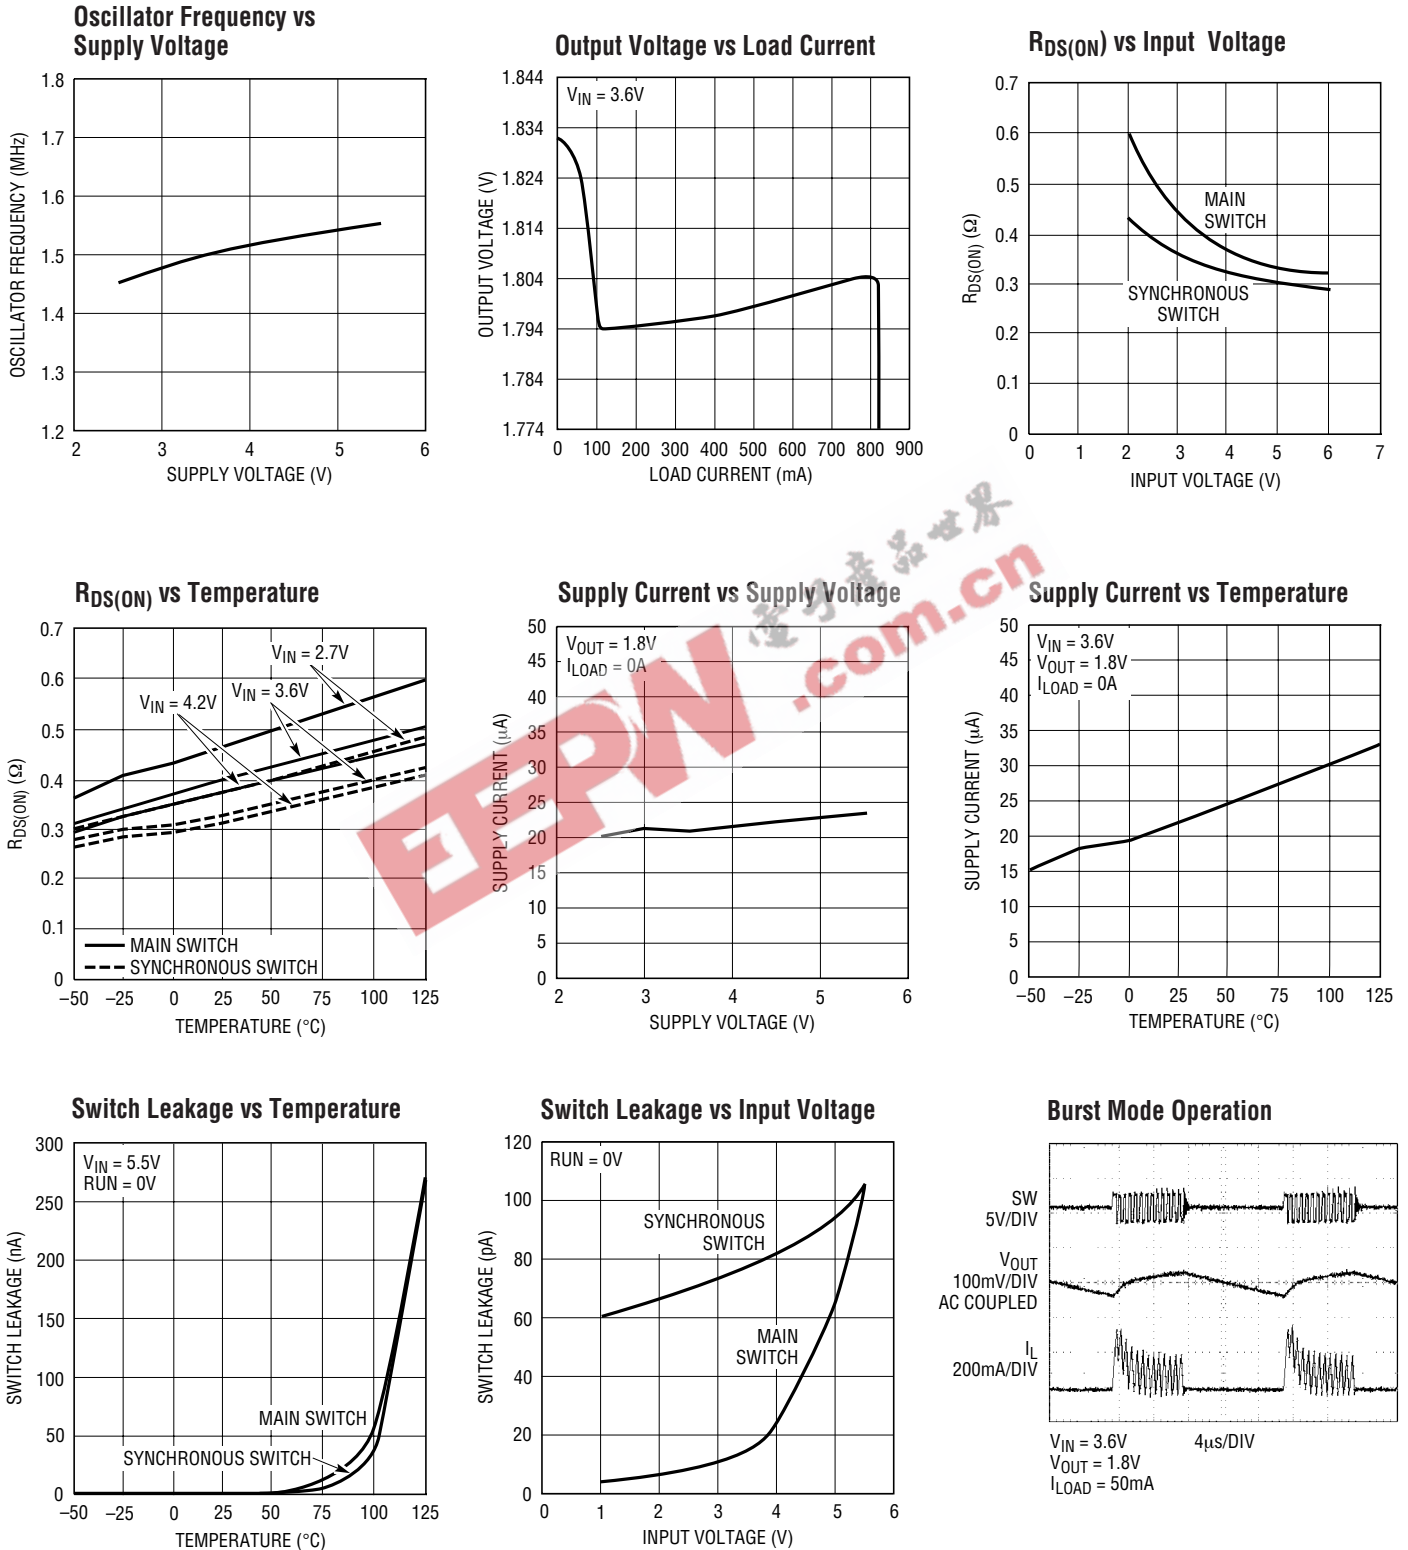 Oscillator Frequency vs
Supply Voltage
OSCILLATOR FREQUENCY (MHz)
1.8
1.7
1.6
1.5
1.4
1.3
1.2
2 3 4 5 6
SUPPLY VOLTAGE (V)
Output Voltage vs Load Current
OUTPUT VOLTAGE (V)
VIN = 3.6V
1.844
1.834
1.824
1.814
1.804
1.794
1.784
1.774
0 100 200 300 400 500 600 700 800 900
LOAD CURRENT (mA)
RDS(ON) vs Input Voltage
RDS(ON) (Ω)
0.7
0.6
0.5
0.4
0.3
0.2
0.1
0
MAIN
SWITCH
SYNCHRONOUS
SWITCH
0 1 2 3 4 5 6 7
INPUT VOLTAGE (V)
RDS(ON) vs Temperature
RDS(ON) (Ω)
0.7
0.6
0.5
0.4
0.3
0.2
0.1
0
VIN = 2.7V
VIN = 3.6V
VIN = 4.2V
MAIN SWITCH
SYNCHRONOUS SWITCH
–50 –25 0 25 50 75 100 125
TEMPERATURE (°C)
Supply Current vs Supply Voltage
SUPPLY CURRENT (µA)
50
45
40
35
30
25
20
15
10
5
0
VOUT = 1.8V
ILOAD = 0A
2 3 4 5 6
SUPPLY VOLTAGE (V)
Supply Current vs Temperature
SUPPLY CURRENT (µA)
50
45
40
35
30
25
20
15
10
5
0
VIN = 3.6V
VOUT = 1.8V
ILOAD = 0A
–50 –25 0 25 50 75 100 125
TEMPERATURE (°C)
EEPW
.com.cn
電子產品世界
Switch Leakage vs Temperature
SWITCH LEAKAGE (nA)
300
250
200
150
100
50
0
VIN = 5.5V
RUN = 0V
MAIN SWITCH
SYNCHRONOUS SWITCH
–50 –25 0 25 50 75 100 125
TEMPERATURE (°C)
Switch Leakage vs Input Voltage
SWITCH LEAKAGE (pA)
120
100
80
60
40
20
0
RUN = 0V
SYNCHRONOUS
SWITCH
MAIN
SWITCH
0 1 2 3 4 5 6
INPUT VOLTAGE (V)
Burst Mode Operation
SW
5V/DIV
VOUT
100mV/DIV
AC COUPLED
IL
200mA/DIV
VIN = 3.6V 4µs/DIV
VOUT = 1.8V
ILOAD = 50mA